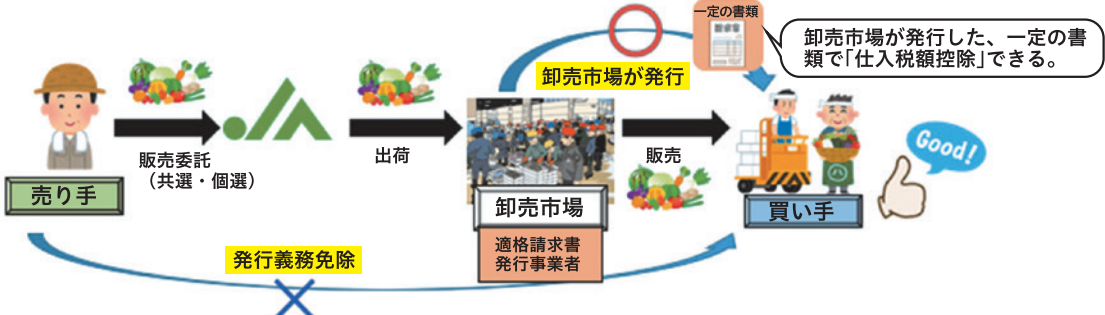 一定の書類
請求書
卸売市場が発行した、一定の書
類で｢仕入税額控除｣できる。
卸売市場が発行
販売委託
（共選・個選）
出荷
販売
Good!
売り手
卸売市場
買い手
適格請求書
発行事業者
発行義務免除